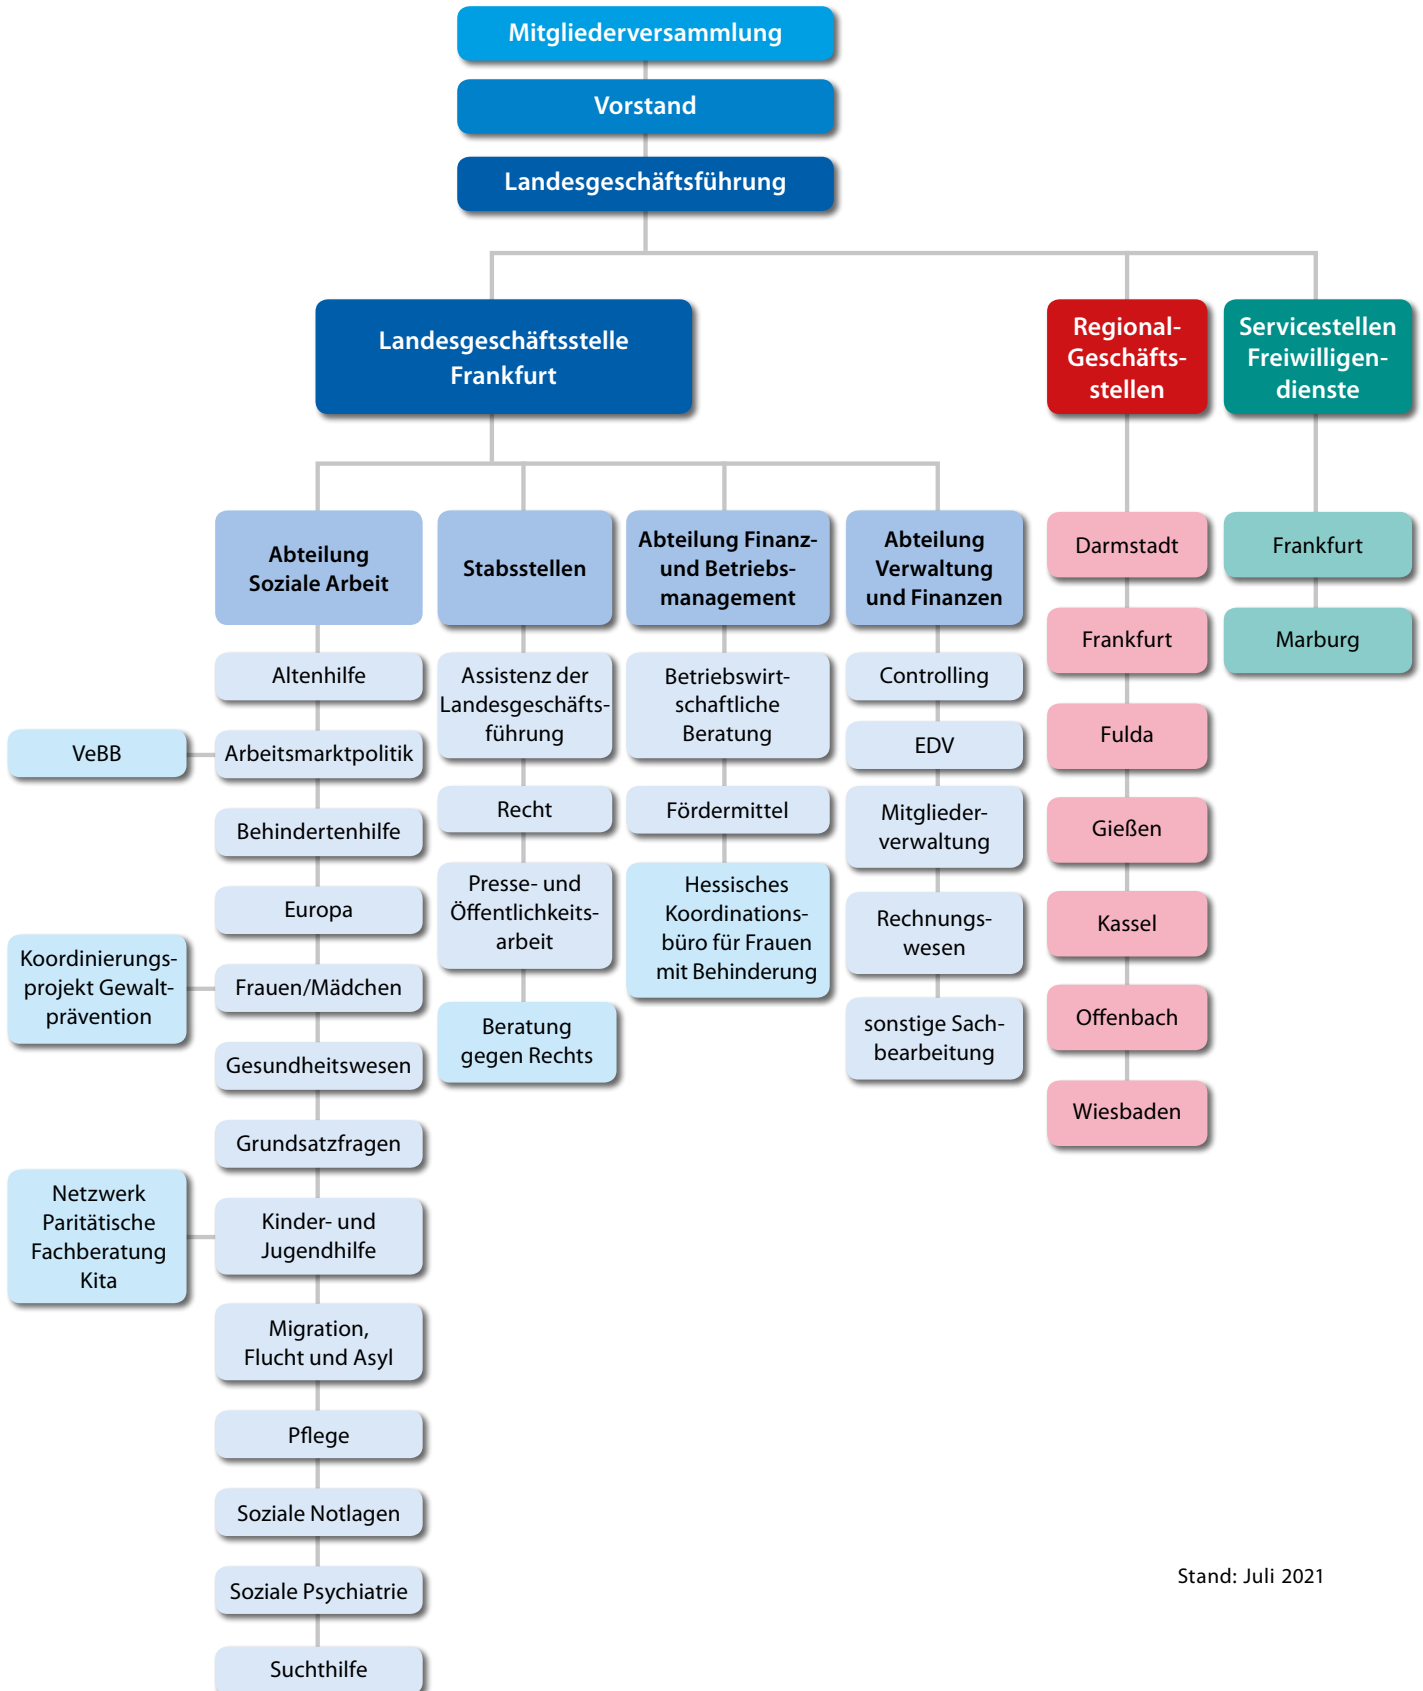 Mitgliederversammlung
Vorstand
Landesgeschäftsführung
Landesgeschäftsstelle
Frankfurt
Regional-
Geschäfts-
stellen
Servicestellen
Freiwilligen-
dienste
Abteilung
Soziale Arbeit
Altenhilfe
VeBB
Arbeitsmarktpolitik
Behindertenhilfe
Europa
Koordinierungs-
projekt Gewalt-
prävention
Frauen/Mädchen
Gesundheitswesen
Grundsatzfragen
Netzwerk
Paritätische
Fachberatung
Kita
Kinder- und
Jugendhilfe
Migration,
Flucht und Asyl
Pflege
Soziale Notlagen
Soziale Psychiatrie
Suchthilfe
Stabsstellen
Assistenz der
Landesgeschäfts-
führung
Recht
Presse- und
Öffentlichkeits-
arbeit
Beratung
gegen Rechts
Abteilung Finanz-
und Betriebs-
management
Betriebswirt-
schaftliche
Beratung
Fördermittel
Hessisches
Koordinations-
büro für Frauen
mit Behinderung
Abteilung
Verwaltung
und Finanzen
Controlling
EDV
Mitglieder-
verwaltung
Rechnungs-
wesen
sonstige Sach-
bearbeitung
Darmstadt
Frankfurt
Fulda
Gießen
Kassel
Offenbach
Wiesbaden
Frankfurt
Marburg
Stand: Juli 2021